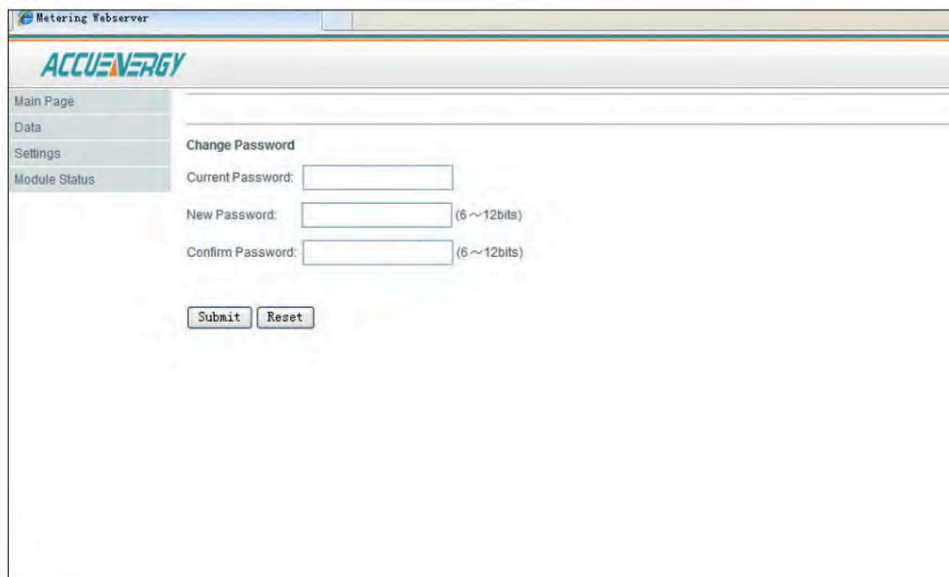 Metering Webserver
ACCUENERGY
Main Page
Data
Settings
Module Status
Change Password
Current Password:
New Password: (6～12bits)
Confirm Password: (6～12bits)
Submit Reset